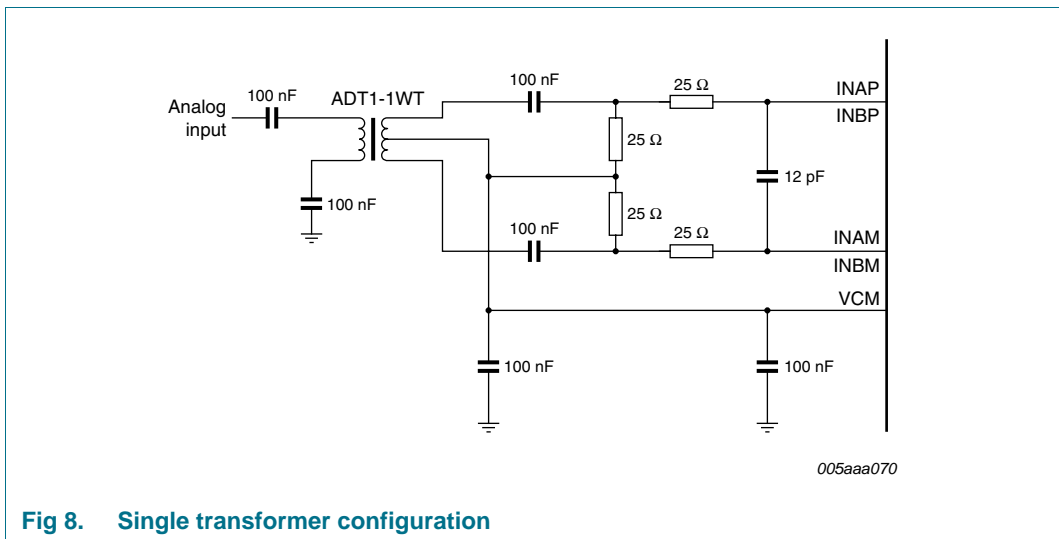 100 nF
ADT1-1WT
100 nF
25 Ω
INAP
INBP
Analog
input
25 Ω
12 pF
100 nF
25 Ω
100 nF
25 Ω
INAM
INBM
VCM
100 nF
100 nF
005aaa070
Fig 8. Single transformer configuration